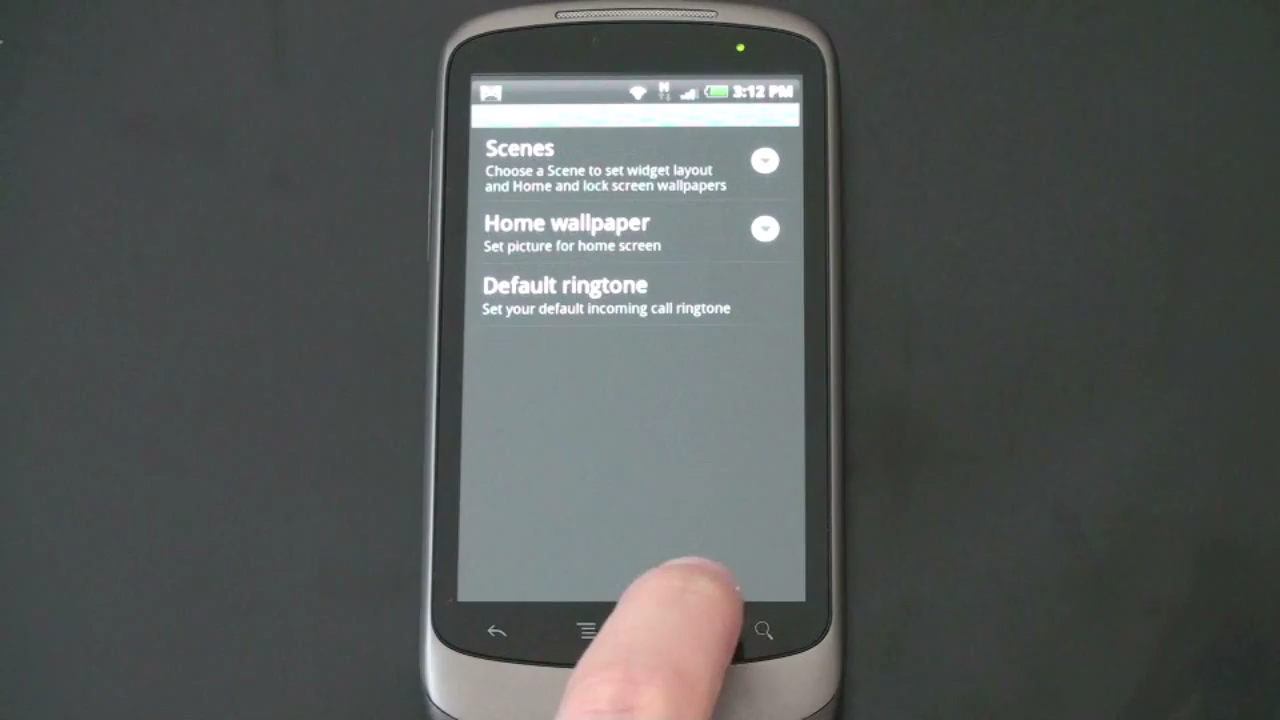 3:12 PM
Scenes
Choose a Scene to set widget layout
and Home and lock screen wallpapers
Home wallpaper
Set picture for home screen
Default ringtone
Set your default incoming call ringtone